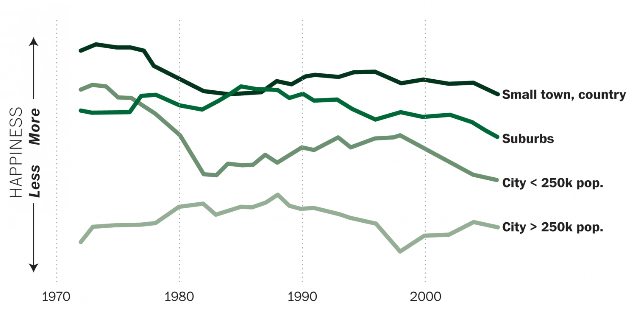 HAPPINESS
Less More
Small town, country
Suburbs
City < 250k pop.
City > 250k pop.
1970 1980 1990 2000